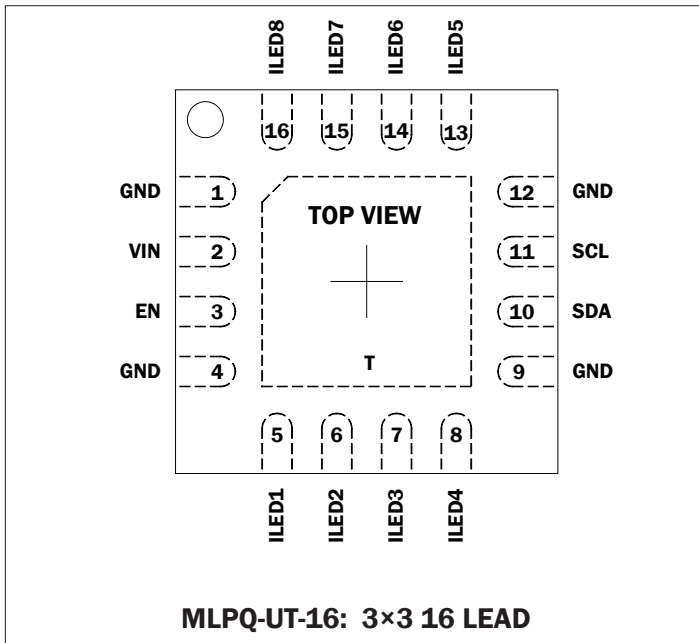 ILED8 ILED7 ILED6 ILED5
16 15 14 13
GND 1 12 GND
TOP VIEW
VIN 2 11 SCL
EN 3 10 SDA
T
GND 4 9 GND
5 6 7 8
ILED1 ILED2 ILED3 ILED4
MLPQ-UT-16: 3×3 16 LEAD